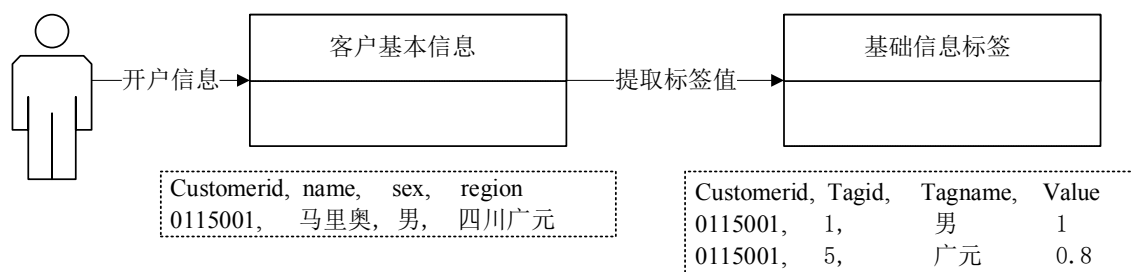 客户基本信息
基础信息标签
开户信息
提取标签值
Customerid, name, sex, region
0115001, 马里奥, 男, 四川广元
Customerid, Tagid, Tagname, Value
0115001, 1, 男 1
0115001, 5, 广元 0.8